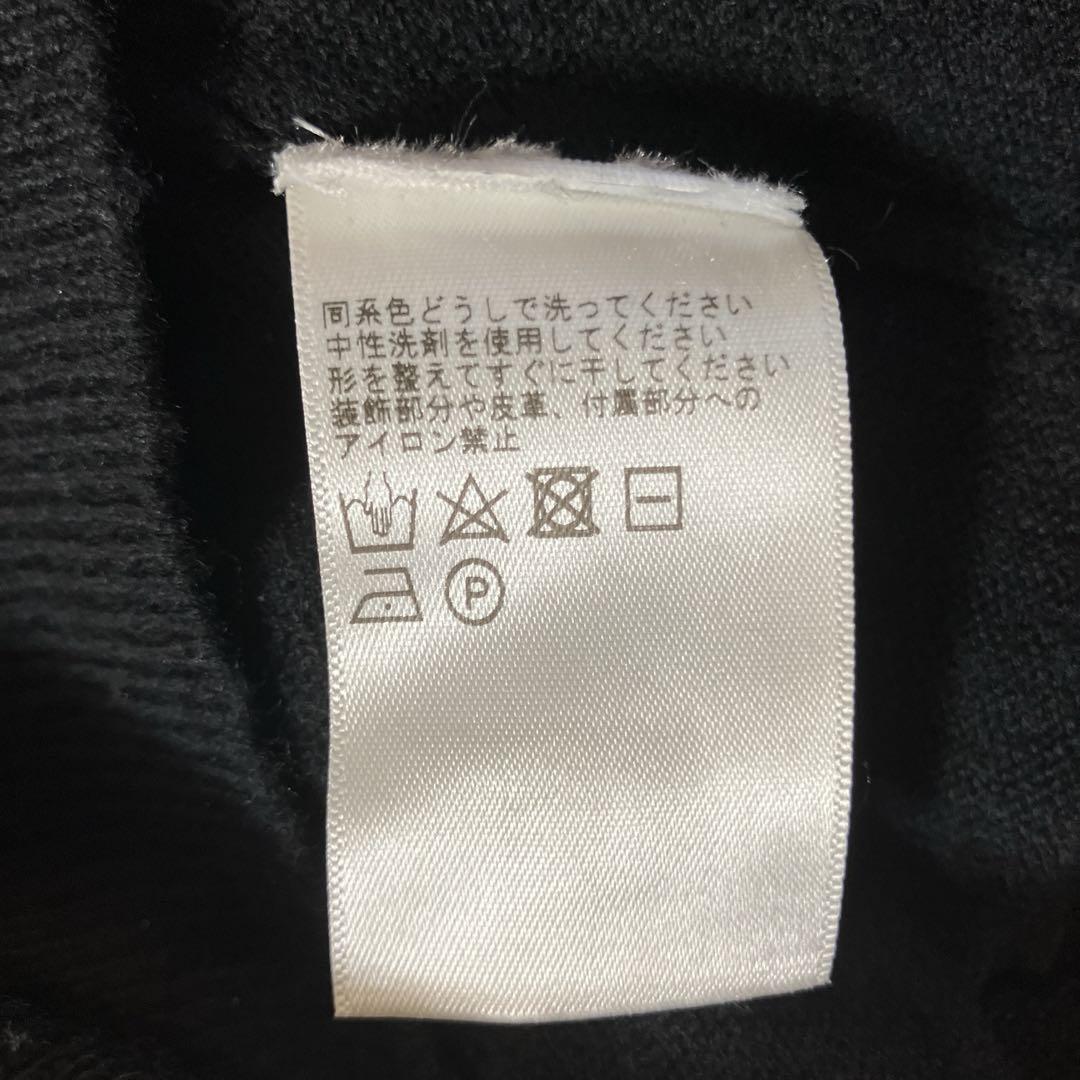 同系色どうしで洗ってください
中性洗剤を使用してください
形を整えてすぐに干してください
装飾部分や皮革、付属部分への
アイロン禁止
P